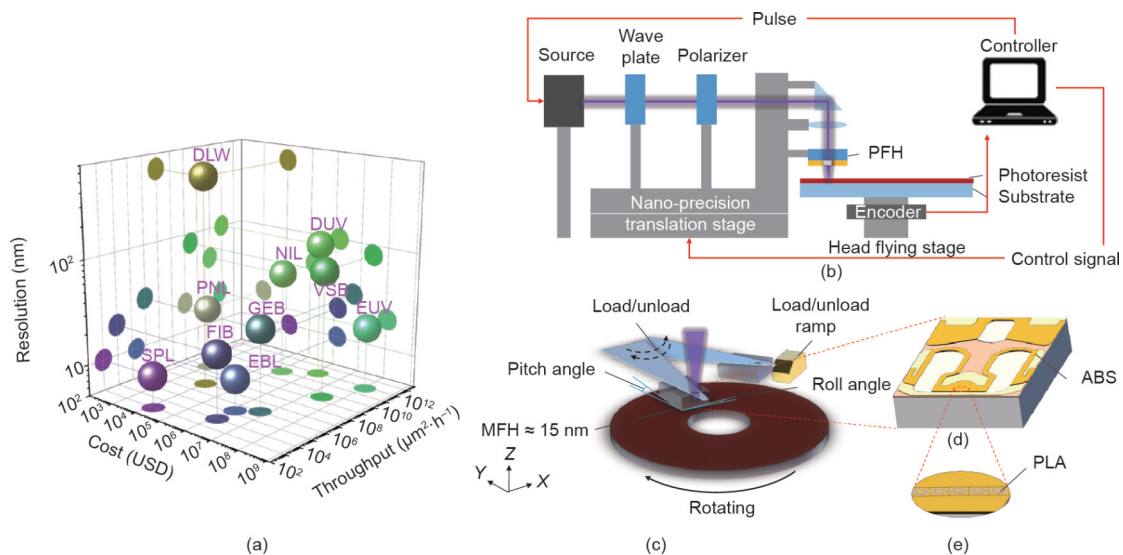 DLW
DUV
NIL
VSB
PNL
GEB
EUV
FIB
SPL
EBL
Resolution (nm)
10²
10
10²
10³
10⁴
10⁵
10⁶
10⁷
10⁸
10⁹
Cost (USD)
10²
10⁴
10⁶
10⁸
10¹⁰
10¹²
Throughput (μm²·h⁻¹)
(a)
Pulse
Controller
Source
Wave
plate
Polarizer
PFH
Photoresist
Substrate
Nano-precision
translation stage
Encoder
Head flying stage
Control signal
(b)
Load/unload
Load/unload
ramp
Pitch angle
Roll angle
MFH ≈ 15 nm
Z
Y
X
Rotating
(c)
ABS
(d)
PLA
(e)